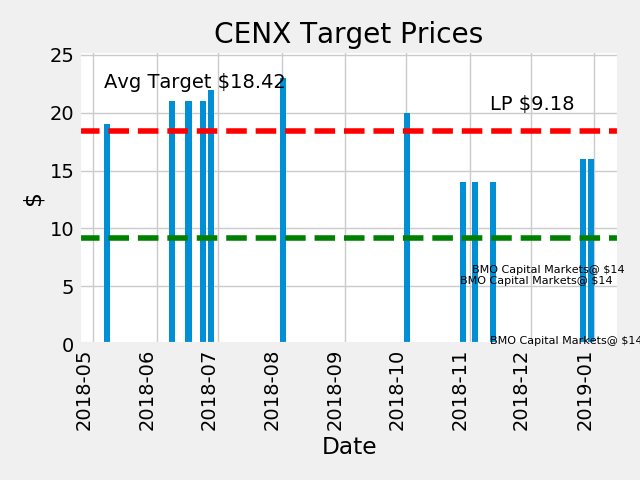 CENX Target Prices
25
Avg Target $18.42
LP $9.18
20
15
10
BMO Capital Markets@ $14
BMO Capital Markets@ $14
5
BMO Capital Markets@ $14
0
$
2018-05
2018-06
2018-07
2018-08
2018-09
2018-10
2018-11
2018-12
2019-01
Date